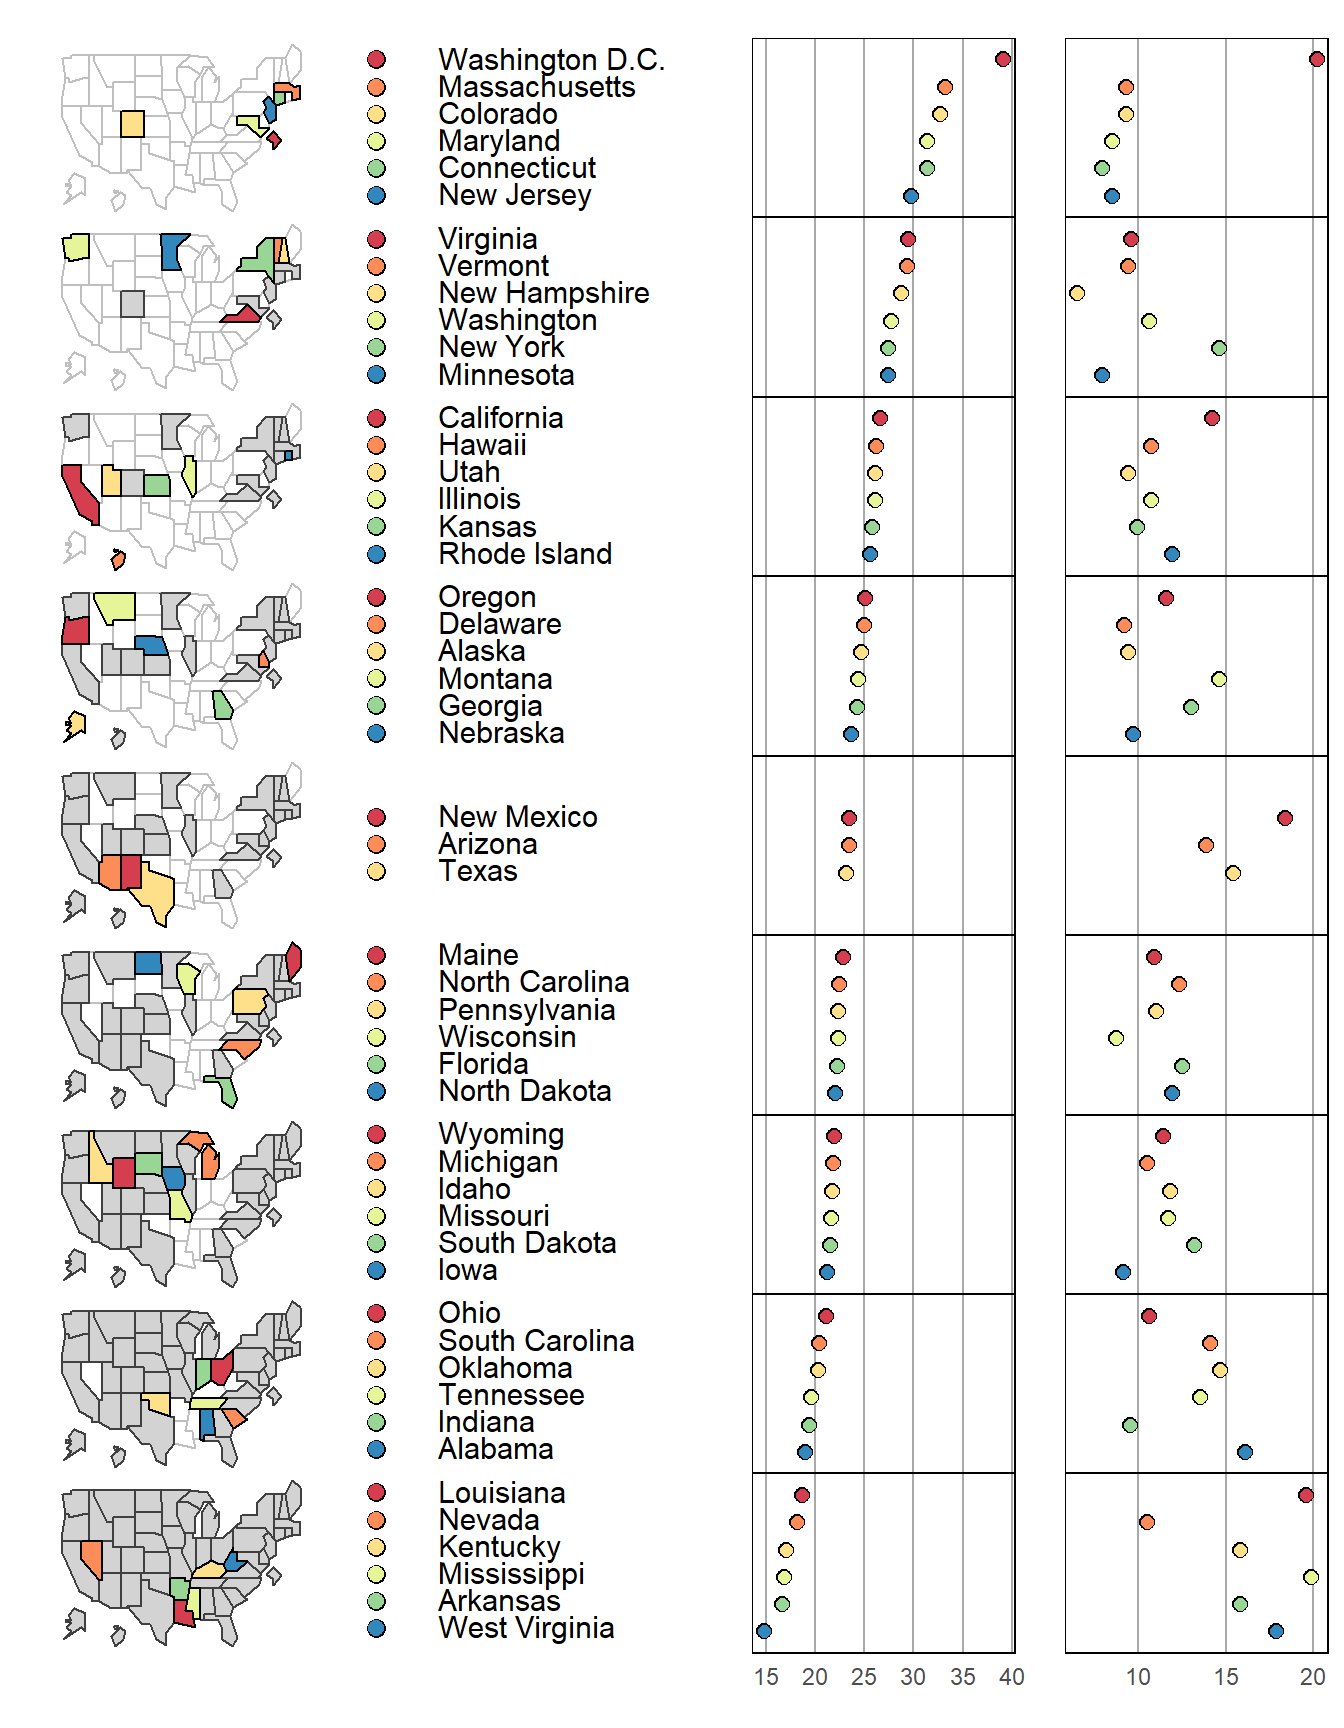 Washington D.C.
Massachusetts
Colorado
Maryland
Connecticut
New Jersey
Virginia
Vermont
New Hampshire
Washington
New York
Minnesota
California
Hawaii
Utah
Illinois
Kansas
Rhode Island
Oregon
Delaware
Alaska
Montana
Georgia
Nebraska
New Mexico
Arizona
Texas
Maine
North Carolina
Pennsylvania
Wisconsin
Florida
North Dakota
Wyoming
Michigan
Idaho
Missouri
South Dakota
Iowa
Ohio
South Carolina
Oklahoma
Tennessee
Indiana
Alabama
Louisiana
Nevada
Kentucky
Mississippi
Arkansas
West Virginia
15 20 25 30 35 40 10 15 20